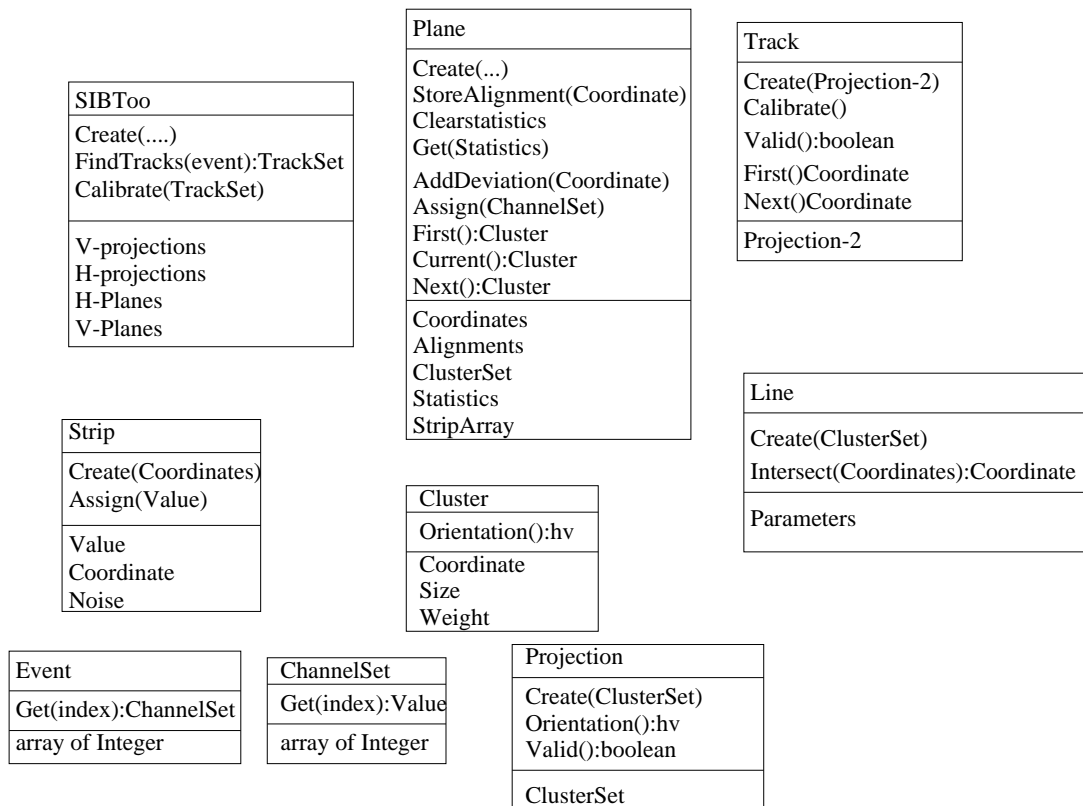 SIBToo
Create(....)
FindTracks(event):TrackSet
Calibrate(TrackSet)
V-projections
H-projections
H-Planes
V-Planes
Plane
Create(...)
StoreAlignment(Coordinate)
Clearstatistics
Get(Statistics)
AddDeviation(Coordinate)
Assign(ChannelSet)
First():Cluster
Current():Cluster
Next():Cluster
Coordinates
Alignments
ClusterSet
Statistics
StripArray
Track
Create(Projection-2)
Calibrate()
Valid():boolean
First()Coordinate
Next()Coordinate
Projection-2
Strip
Create(Coordinates)
Assign(Value)
Value
Coordinate
Noise
Cluster
Orientation():hv
Coordinate
Size
Weight
Line
Create(ClusterSet)
Intersect(Coordinates):Coordinate
Parameters
Event
Get(index):ChannelSet
array of Integer
ChannelSet
Get(index):Value
array of Integer
Projection
Create(ClusterSet)
Orientation():hv
Valid():boolean
ClusterSet